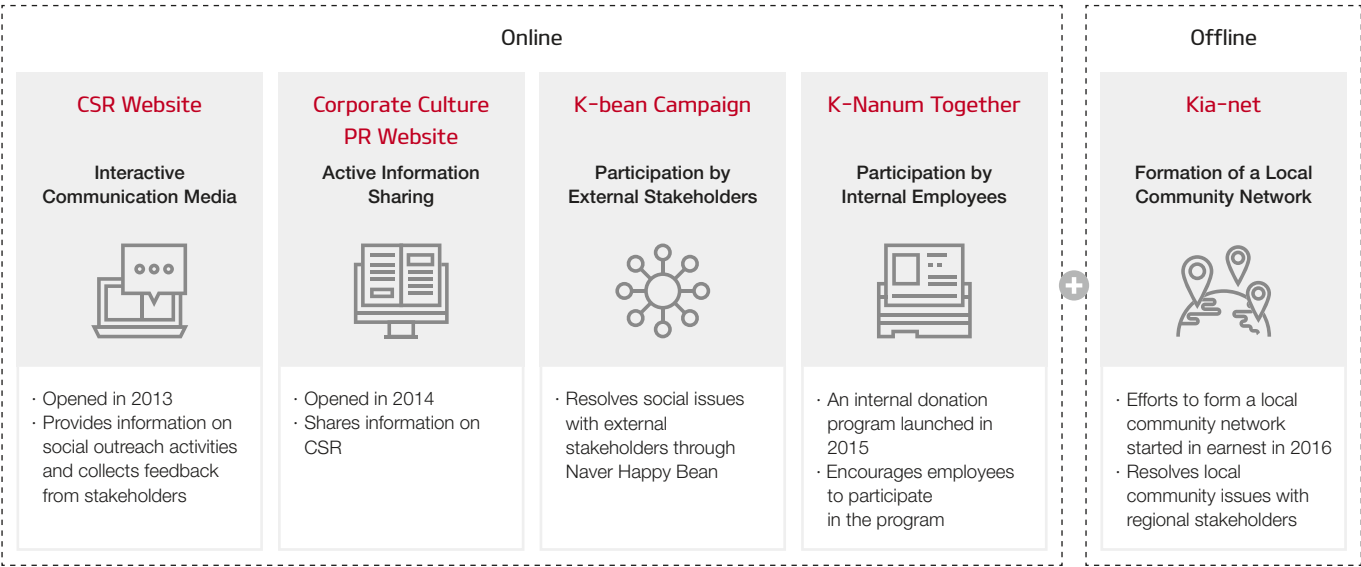 Online
CSR Website
Interactive
Communication Media
· Opened in 2013
· Provides information on
social outreach activities
and collects feedback
from stakeholders
Corporate Culture
PR Website
Active Information
Sharing
· Opened in 2014
· Shares information on
CSR
K-bean Campaign
Participation by
External Stakeholders
· Resolves social issues
with external
stakeholders through
Naver Happy Bean
K-Nanum Together
Participation by
Internal Employees
· An internal donation
program launched in
2015
· Encourages employees
to participate
in the program
Offline
Kia-net
Formation of a Local
Community Network
· Efforts to form a local
community network
started in earnest in 2016
· Resolves local
community issues with
regional stakeholders